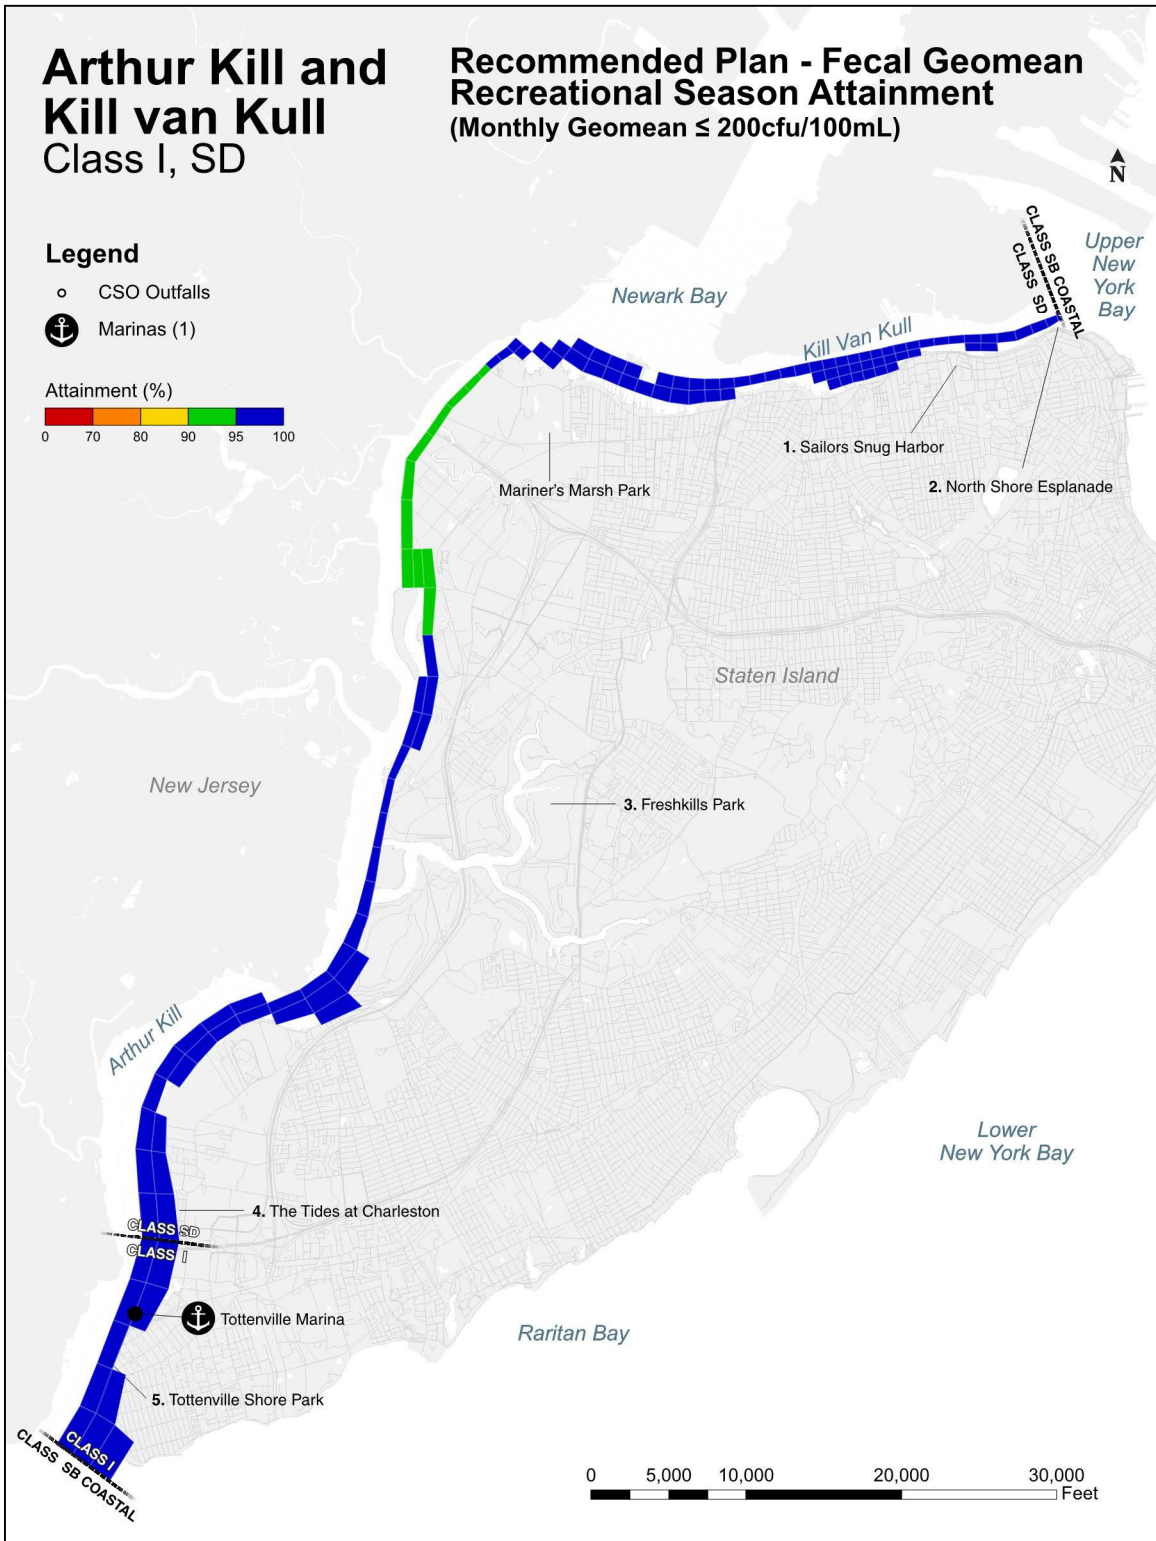 Arthur Kill and
Kill van Kull
Class I, SD
Recommended Plan - Fecal Geomean
Recreational Season Attainment
(Monthly Geomean ≤ 200cfu/100mL)
N
Legend
CSO Outfalls
Marinas (1)
Attainment (%)
0 70 80 90 95 100
CLASS SB COASTAL
CLASS SD
Upper
New
York
Bay
Newark Bay
Kill Van Kull
1. Sailors Snug Harbor
2. North Shore Esplanade
Mariner's Marsh Park
Staten Island
New Jersey
3. Freshkills Park
Arthur Kill
Lower
New York Bay
4. The Tides at Charleston
CLASS SD
CLASS I
Tottenville Marina
Raritan Bay
5. Tottenville Shore Park
CLASS I
CLASS SB COASTAL
0 5,000 10,000 20,000 30,000
Feet